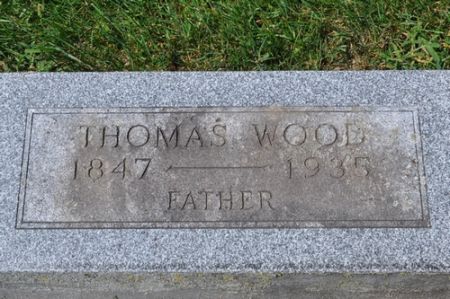 THOMAS WOOD
1847 — 1935
FATHER